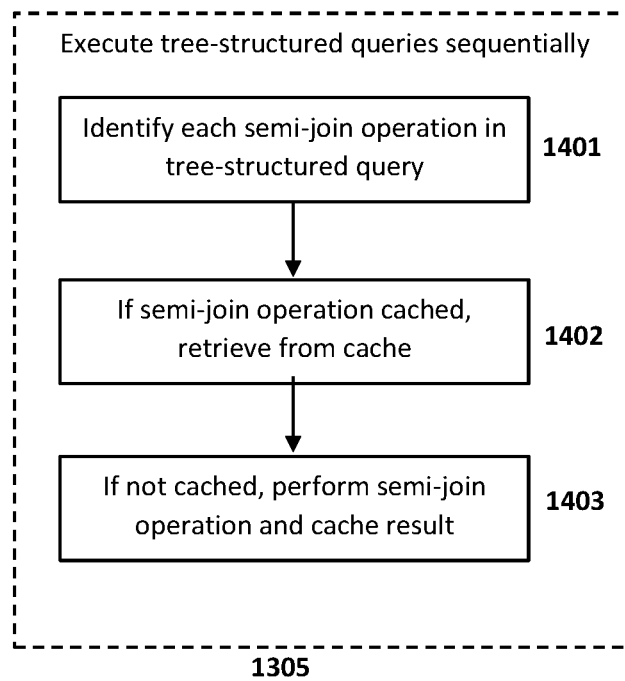 Execute tree-structured queries sequentially
Identify each semi-join operation in
tree-structured query
1401
If semi-join operation cached,
retrieve from cache
1402
If not cached, perform semi-join
operation and cache result
1403
1305